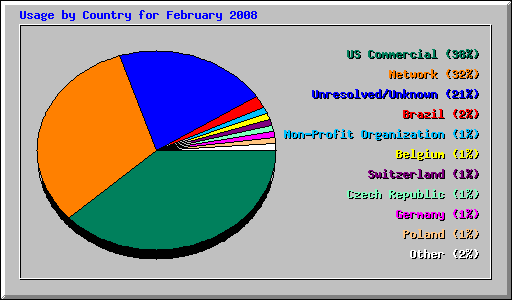 Usage by Country for February 2008
US Commercial (38%)
Network (32%)
Unresolved/Unknown (21%)
Brazil (2%)
Non-Profit Organization (1%)
Belgium (1%)
Switzerland (1%)
Czech Republic (1%)
Germany (1%)
Poland (1%)
Other (2%)